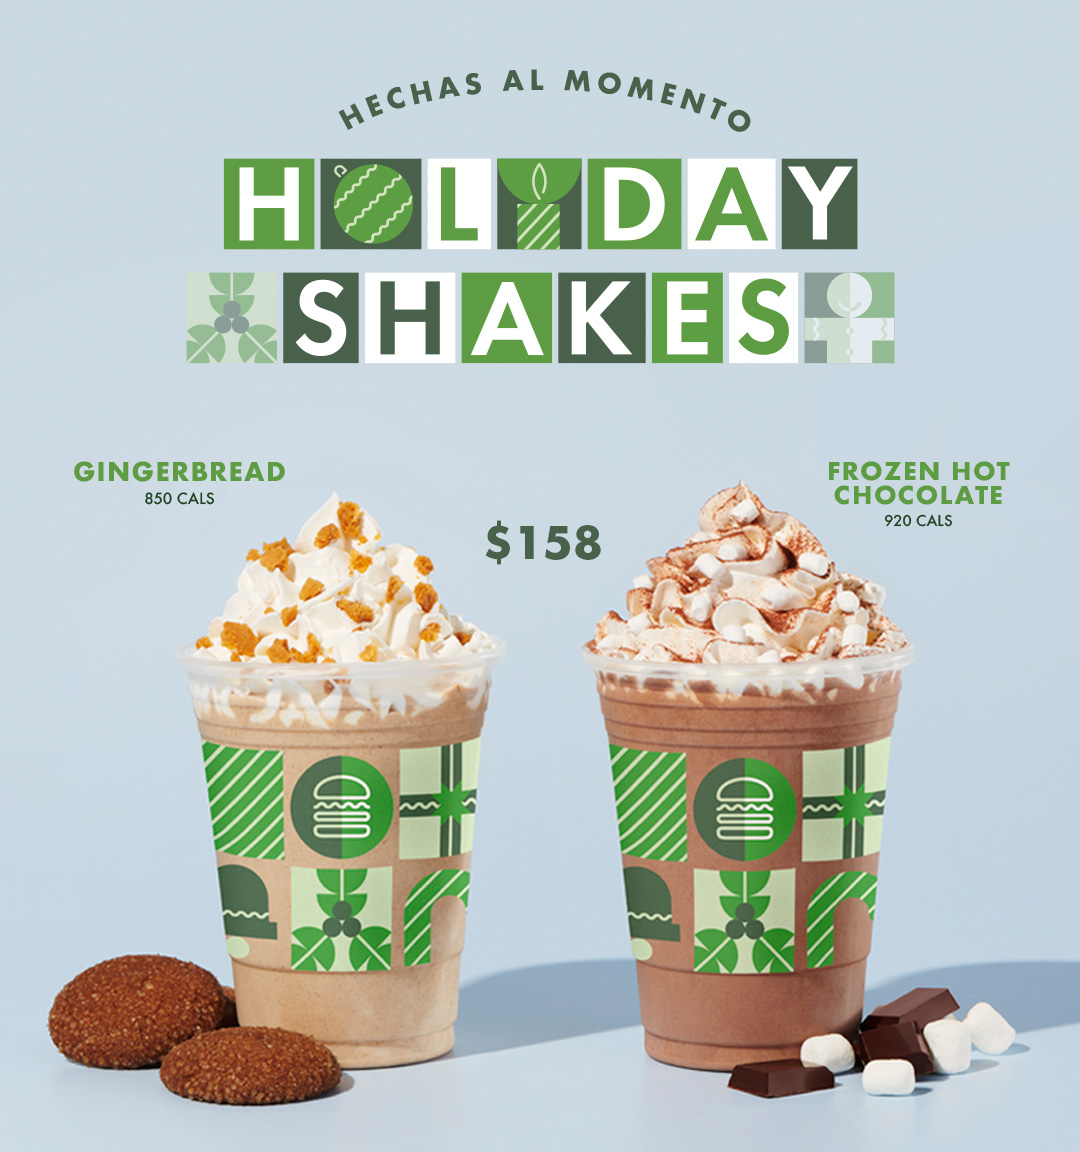 HECHAS AL MOMENTO
HOLIDAY
SHAKES
GINGERBREAD
850 CALS
FROZEN HOT
CHOCOLATE
920 CALS
$158